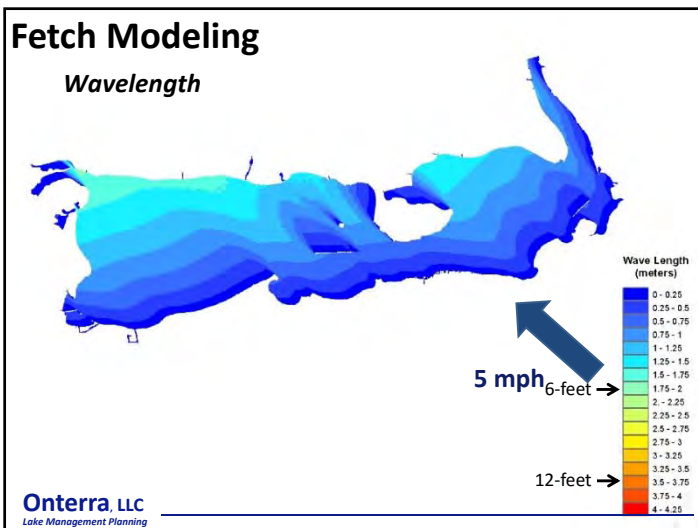 Fetch Modeling
Wavelength
5 mph
Wave Length
(meters)
0 - 0.25
0.25 - 0.5
0.5 - 0.75
0.75 - 1
1 - 1.25
1.25 - 1.5
1.5 - 1.75
6-feet
1.75 - 2
2. - 2.25
2.25 - 2.5
2.5 - 2.75
2.75 - 3
3 - 3.25
3.25 - 3.5
12-feet
3.5 - 3.75
3.75 - 4
4 - 4.25
Onterra, LLC
Lake Management Planning